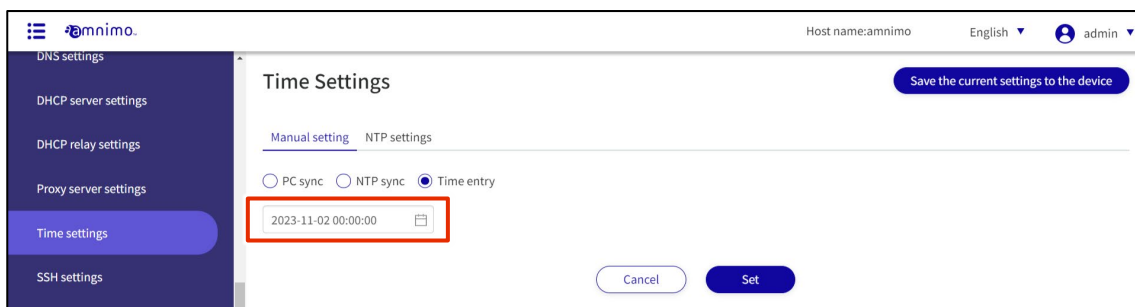 amnimo
Host name:amnimo
English
admin
DNS settings
DHCP server settings
DHCP relay settings
Proxy server settings
Time settings
SSH settings
Time Settings
Save the current settings to the device
Manual setting NTP settings
PC sync NTP sync Time entry
2023-11-02 00:00:00
Cancel Set